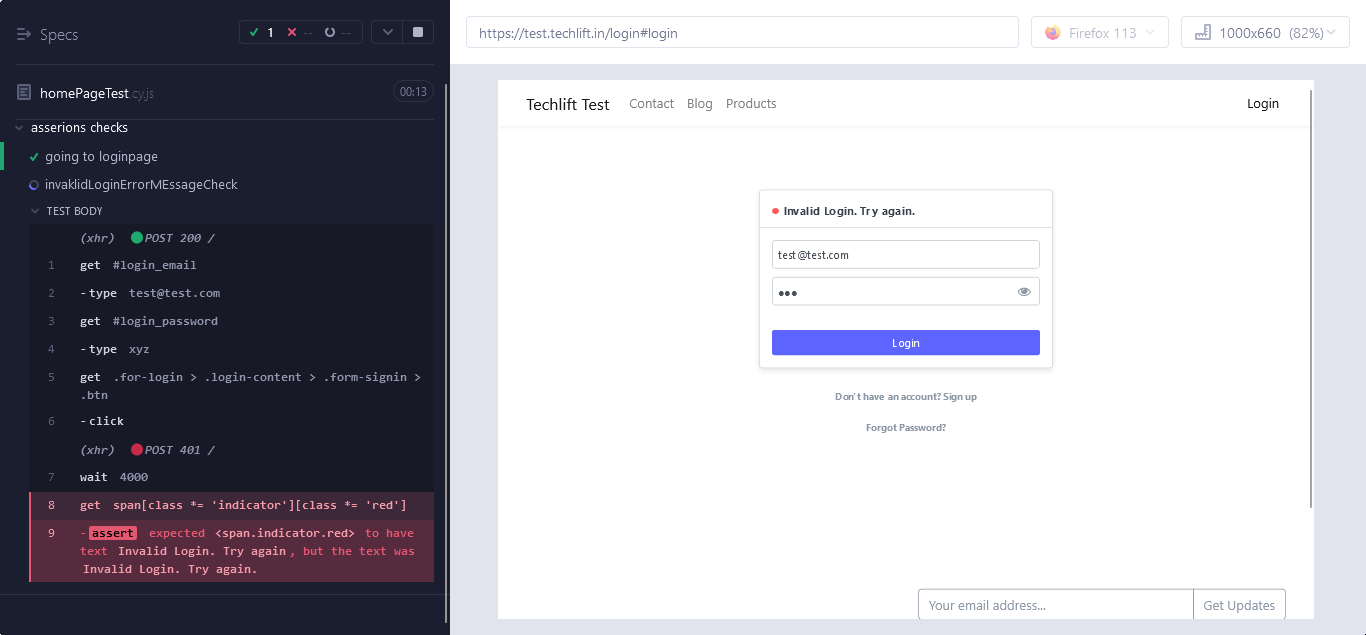 Specs
1 -- --
homePageTest.cy.js
00:13
asserions checks
going to loginpage
invaklidLoginErrorMEssageCheck
TEST BODY
(xhr) POST 200 /
1 get #login_email
2 -type test@test.com
3 get #login_password
4 -type xyz
5 get .for-login > .login-content > .form-signin >
.btn
6 -click
(xhr) POST 401 /
7 wait 4000
8 get span[class *= 'indicator'][class *= 'red']
9 -assert expected <span.indicator.red> to have
text Invalid Login. Try again, but the text was
Invalid Login. Try again.
https://test.techlift.in/login#login
Firefox 113
1000x660 (82%)
Techlift Test Contact Blog Products Login
Invalid Login. Try again.
test@test.com
•••
Login
Don't have an account? Sign up
Forgot Password?
Your email address... Get Updates